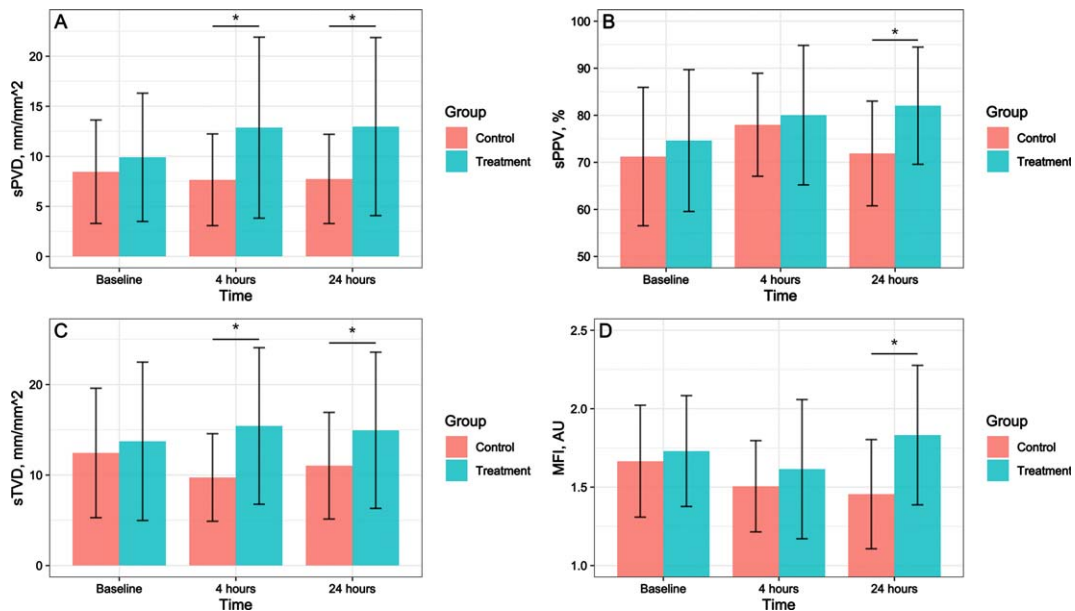 A
*
*
20
15
10
5
0
sPVD, mm/mm^2
Baseline
4 hours
24 hours
Time
Group
Control
Treatment
B
*
100
90
80
70
60
50
sPPV, %
Baseline
4 hours
24 hours
Time
Group
Control
Treatment
C
*
*
20
10
0
sTVD, mm/mm^2
Baseline
4 hours
24 hours
Time
Group
Control
Treatment
D
*
2.5
2.0
1.5
1.0
MFI, AU
Baseline
4 hours
24 hours
Time
Group
Control
Treatment